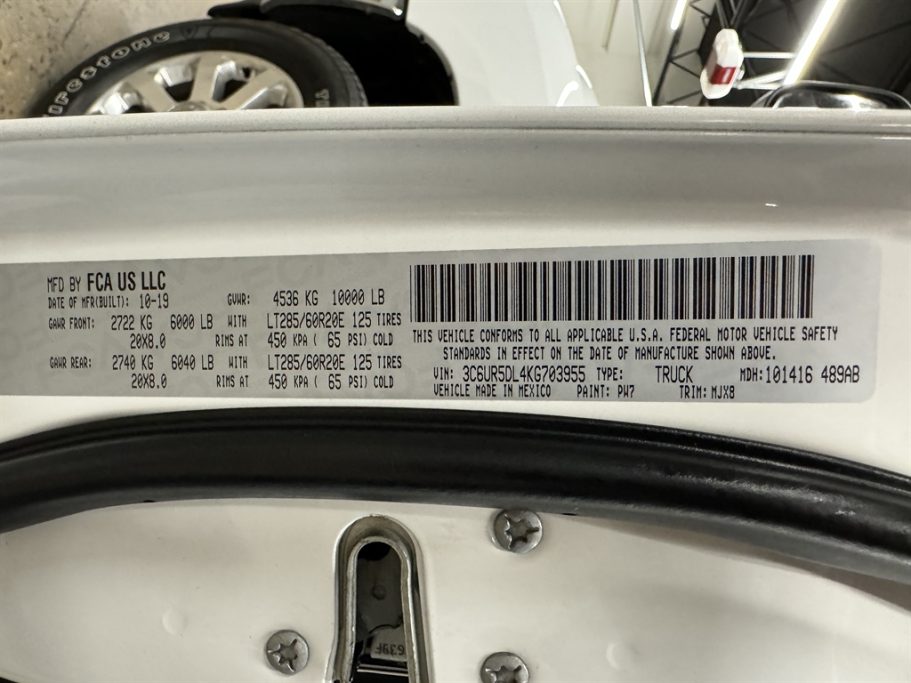 FIRESTONE
MFD BY FCA US LLC
DATE OF MFR(BUILT): 10-19 GVWR: 4536 KG 10000 LB
GAWR FRONT: 2722 KG 6000 LB WITH LT285/60R20E 125 TIRES
20X8.0 RIMS AT 450 KPA ( 65 PSI) COLD
GAWR REAR: 2740 KG 6040 LB WITH LT285/60R20E 125 TIRES
20X8.0 RIMS AT 450 KPA ( 65 PSI) COLD
THIS VEHICLE CONFORMS TO ALL APPLICABLE U.S.A. FEDERAL MOTOR VEHICLE SAFETY
STANDARDS IN EFFECT ON THE DATE OF MANUFACTURE SHOWN ABOVE.
VIN: 3C6UR5DL4KG703955 TYPE: TRUCK MDH: 101416 489AB
VEHICLE MADE IN MEXICO PAINT: PW7 TRIM: MJX8